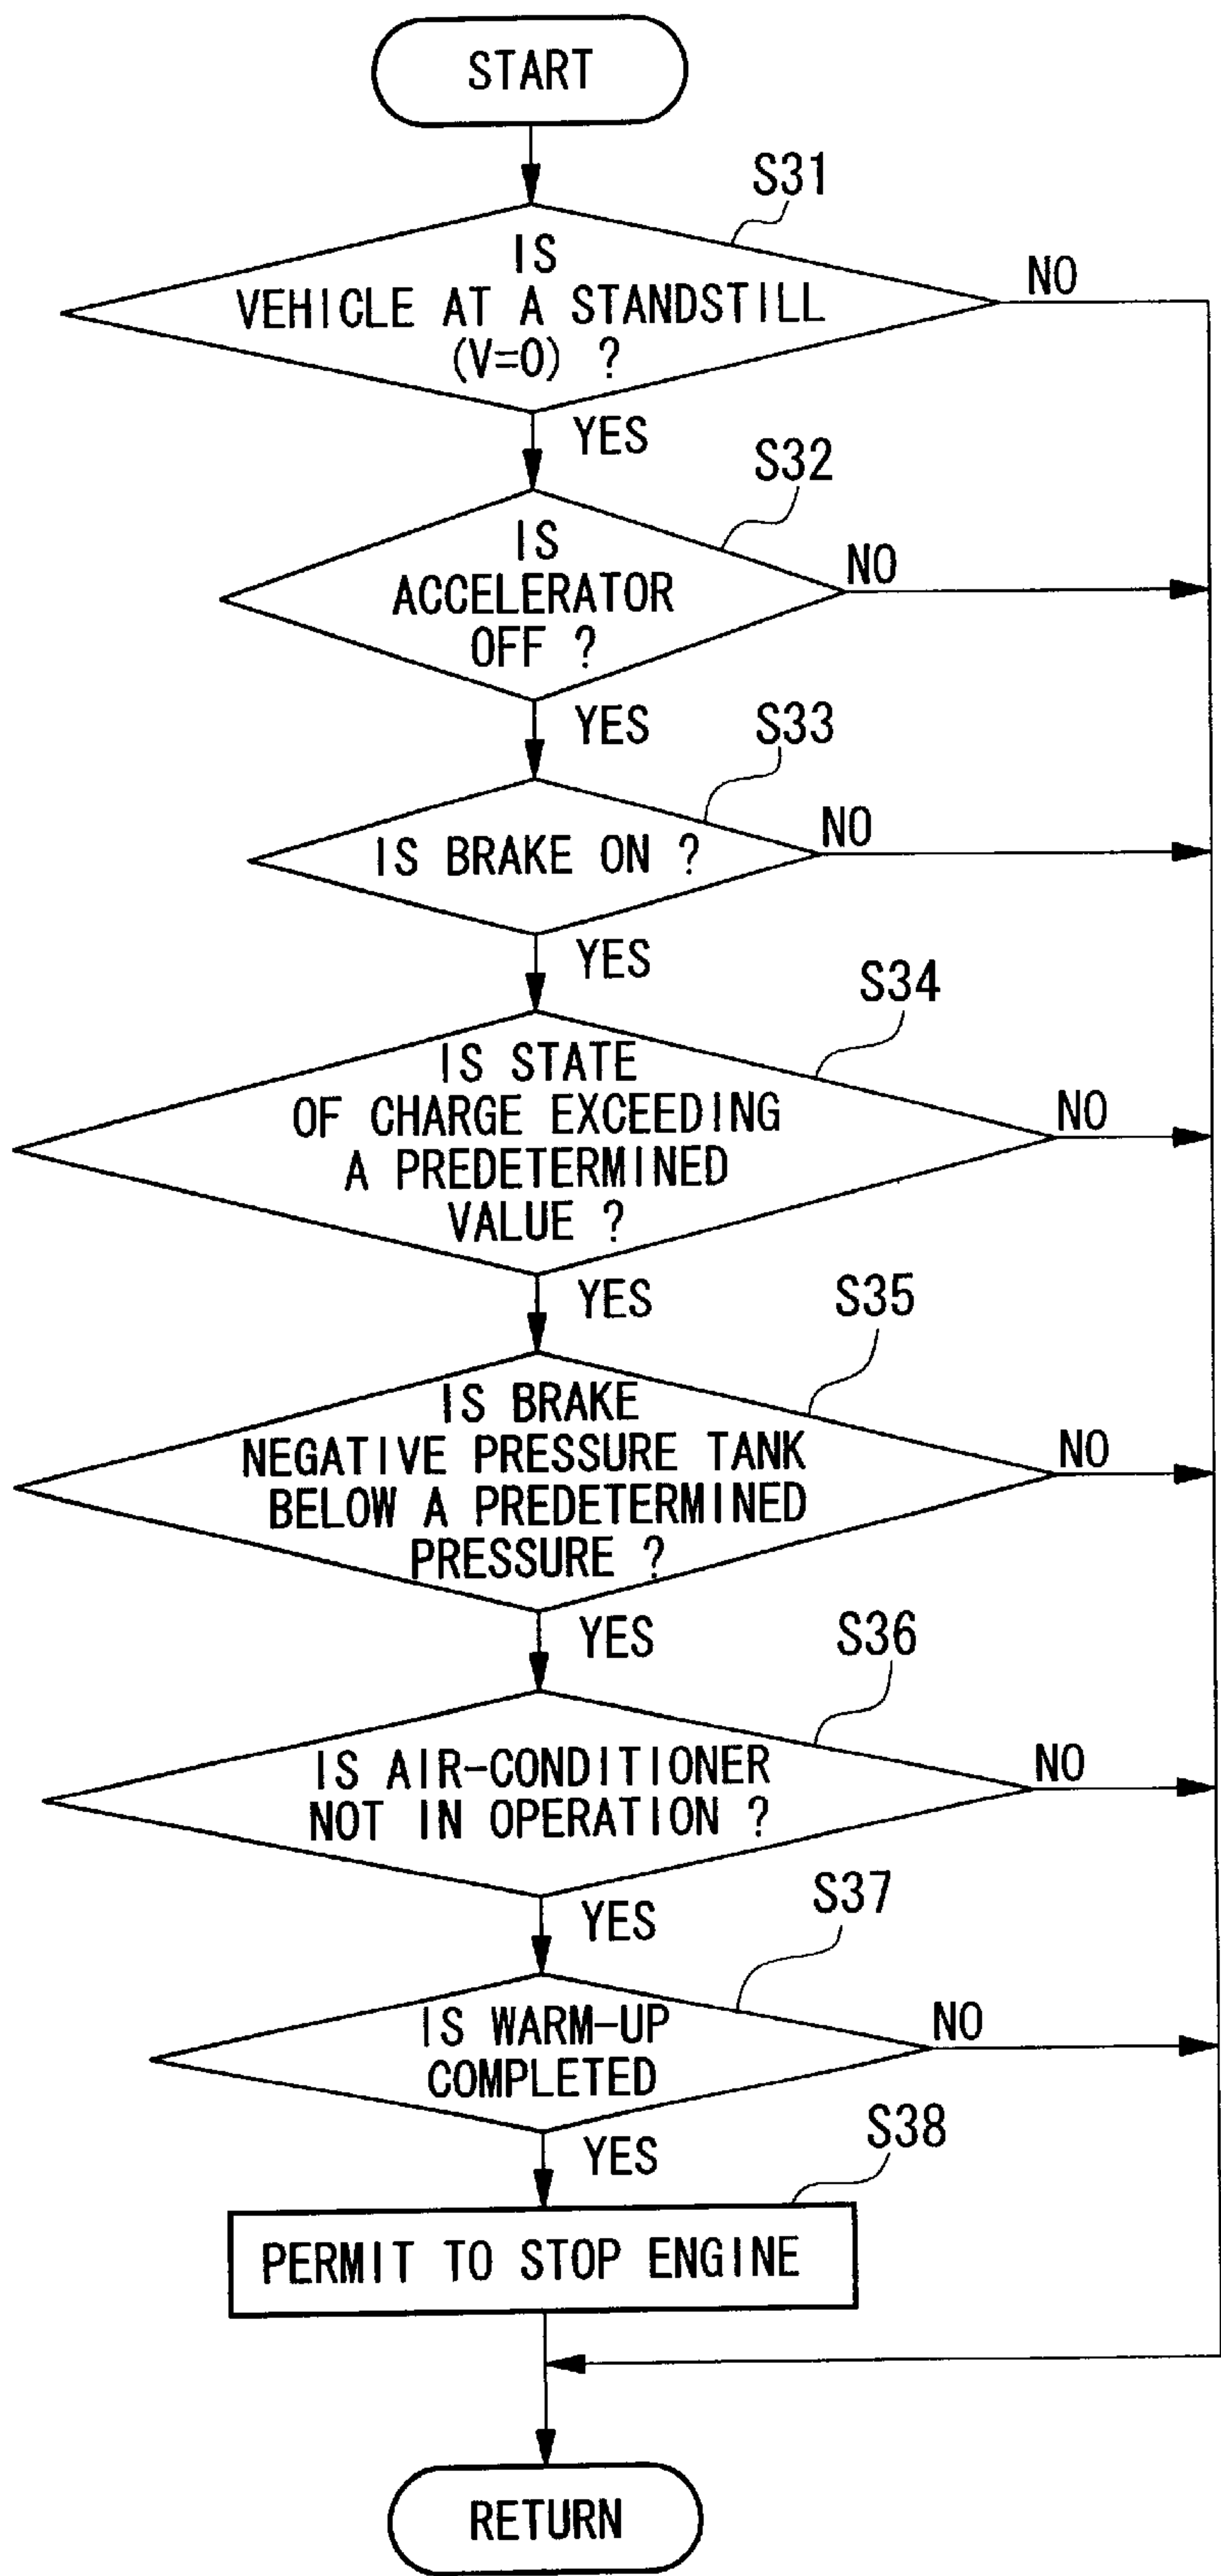 START
S31
IS
VEHICLE AT A STANDSTILL
(V=0) ?
NO
YES
S32
IS
ACCELERATOR
OFF ?
NO
YES
S33
IS BRAKE ON ?
NO
YES
S34
IS STATE
OF CHARGE EXCEEDING
A PREDETERMINED
VALUE ?
NO
YES
S35
IS BRAKE
NEGATIVE PRESSURE TANK
BELOW A PREDETERMINED
PRESSURE ?
NO
YES
S36
IS AIR-CONDITIONER
NOT IN OPERATION ?
NO
YES
S37
IS WARM-UP
COMPLETED
NO
YES
S38
PERMIT TO STOP ENGINE
RETURN